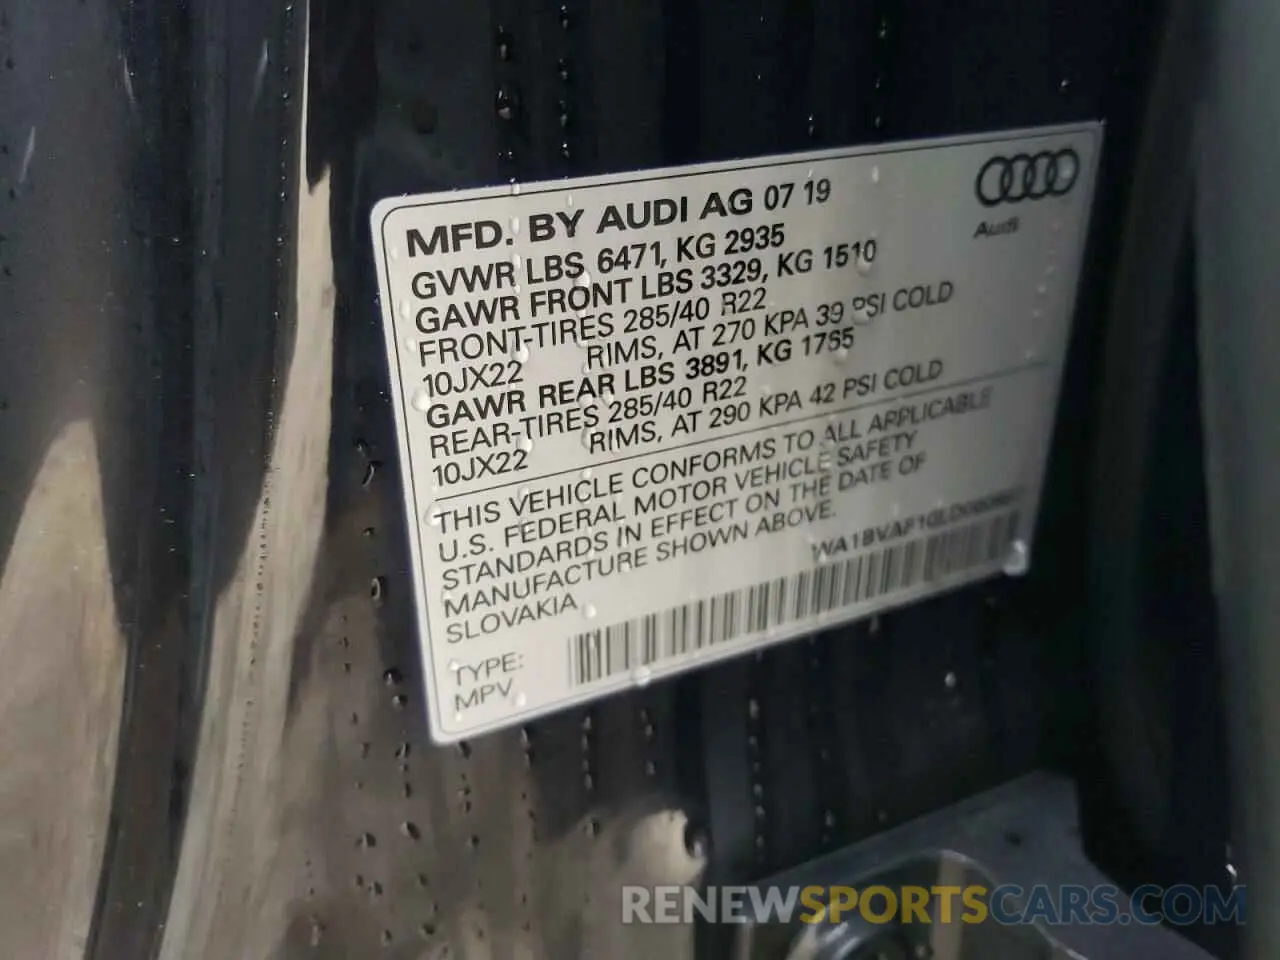 MFD. BY AUDI AG 07 19
GVWR LBS 6471, KG 2935
GAWR FRONT LBS 3329, KG 1510
FRONT-TIRES 285/40 R22
10JX22 RIMS, AT 270 KPA 39 PSI COLD
GAWR REAR LBS 3891, KG 1765
REAR-TIRES 285/40 R22
10JX22 RIMS, AT 290 KPA 42 PSI COLD
THIS VEHICLE CONFORMS TO ALL APPLICABLE
U.S. FEDERAL MOTOR VEHICLE SAFETY
STANDARDS IN EFFECT ON THE DATE OF
MANUFACTURE SHOWN ABOVE.
SLOVAKIA
TYPE:
MPV
Audi
RENEWSPORTSCARS.COM